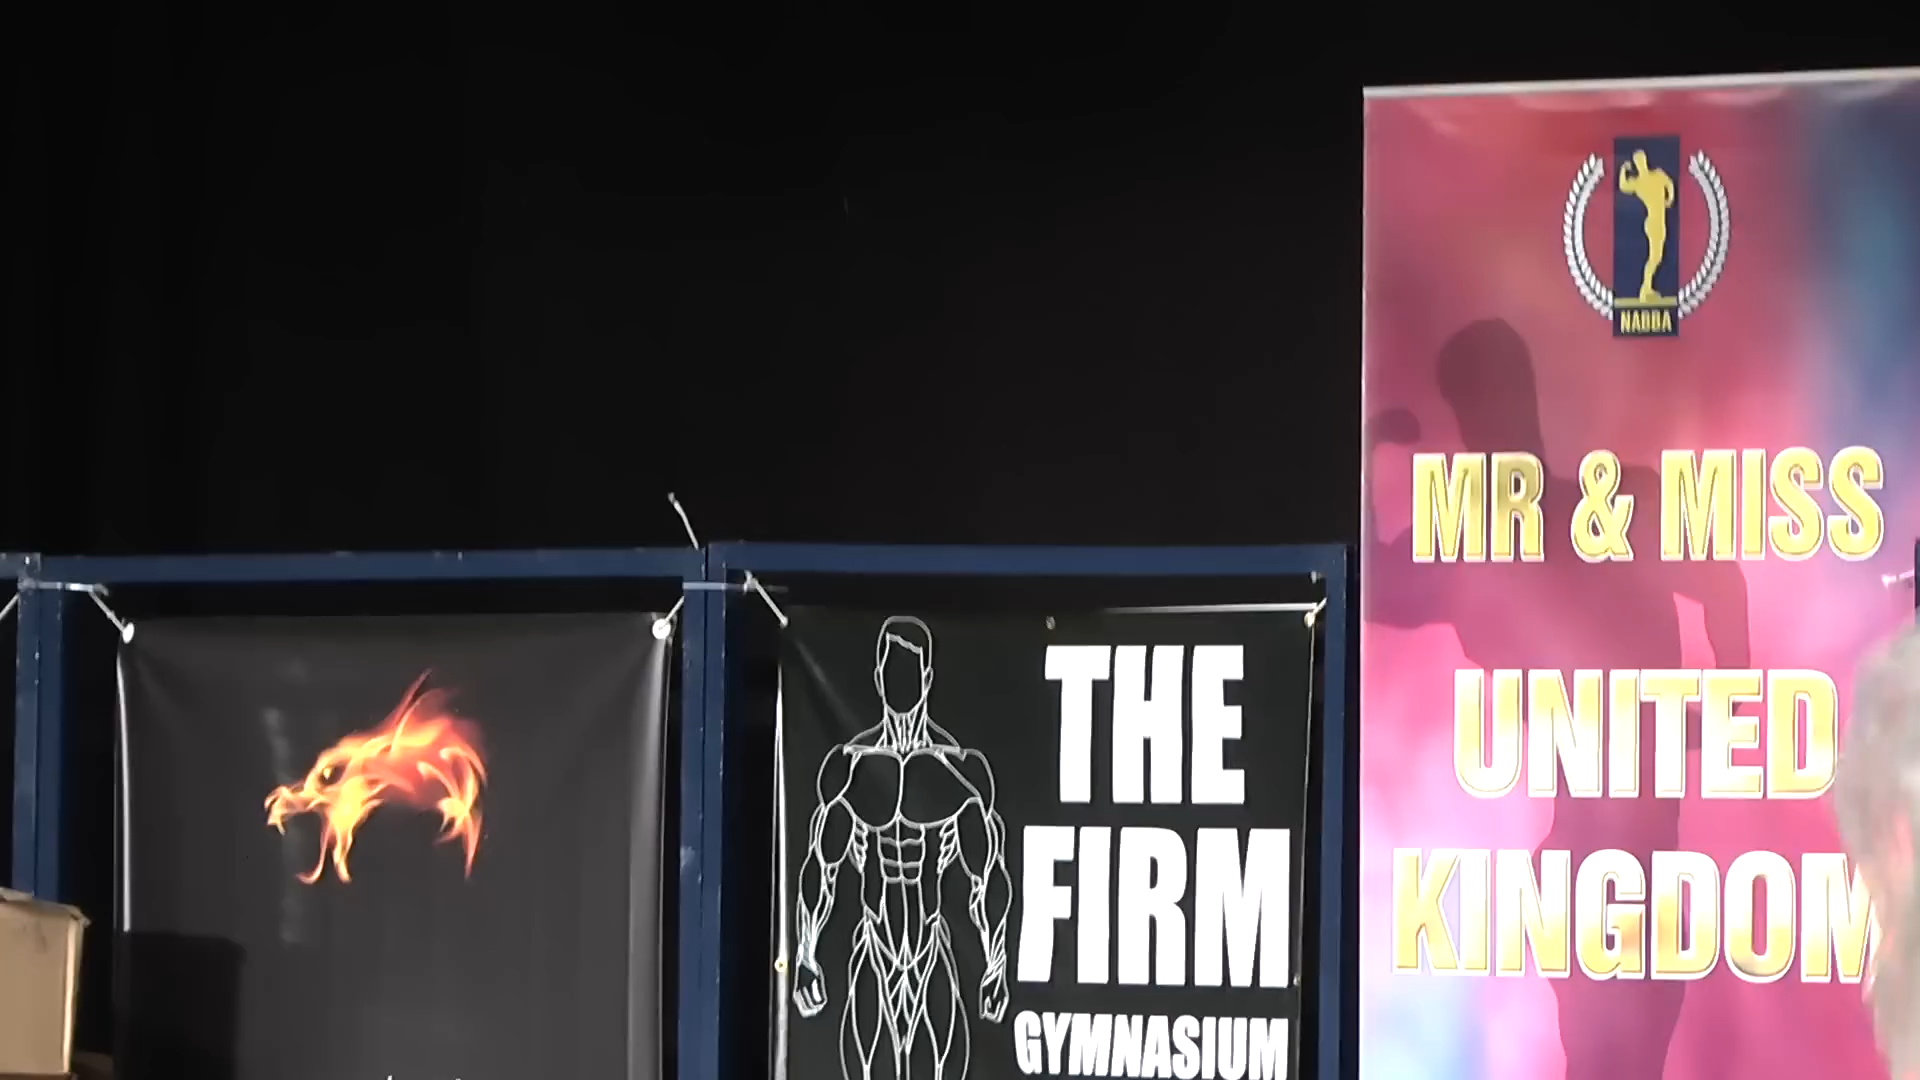 THE
FIRM
GYMNASIUM
NABBA
MR & MISS
UNITED
KINGDOM